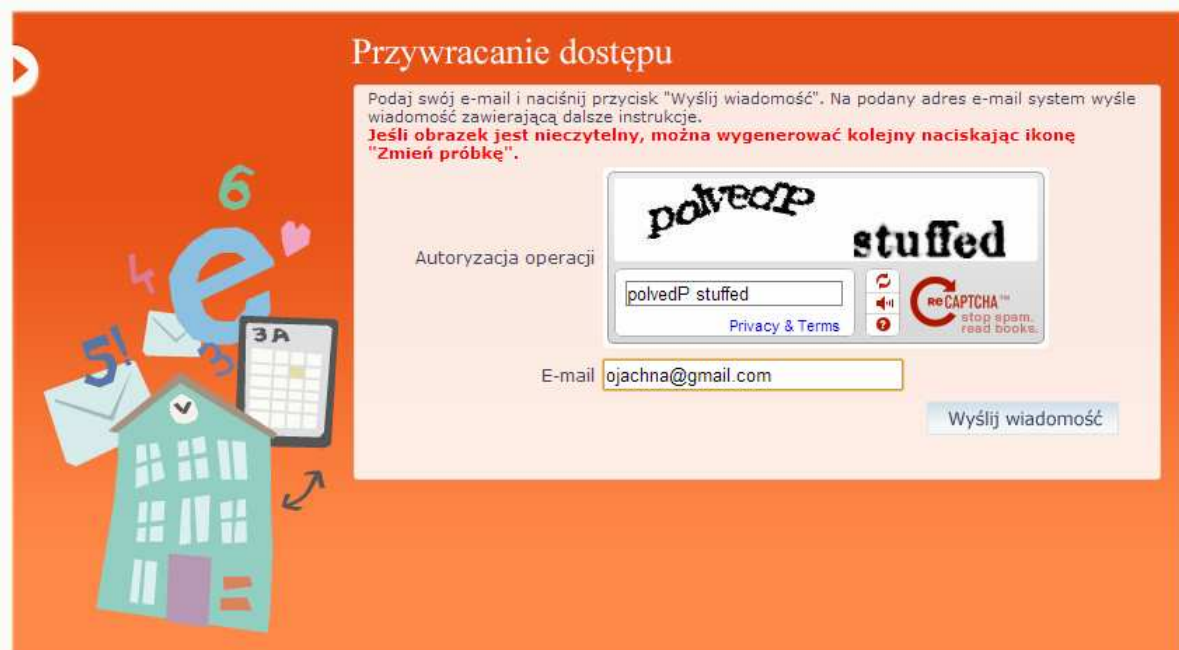 Przywracanie dostępu
Podaj swój e-mail i naciśnij przycisk "Wyślij wiadomość". Na podany adres e-mail system wyśle
wiadomość zawierającą dalsze instrukcje.
Jeśli obrazek jest nieczytelny, można wygenerować kolejny naciskając ikonę
"Zmień próbkę".
polvedP stuffed
Autoryzacja operacji
polvedP stuffed
Privacy & Terms
reCAPTCHA™
stop spam.
read books.
E-mail ojachna@gmail.com
Wyślij wiadomość
6
e
4
5!
3
3A